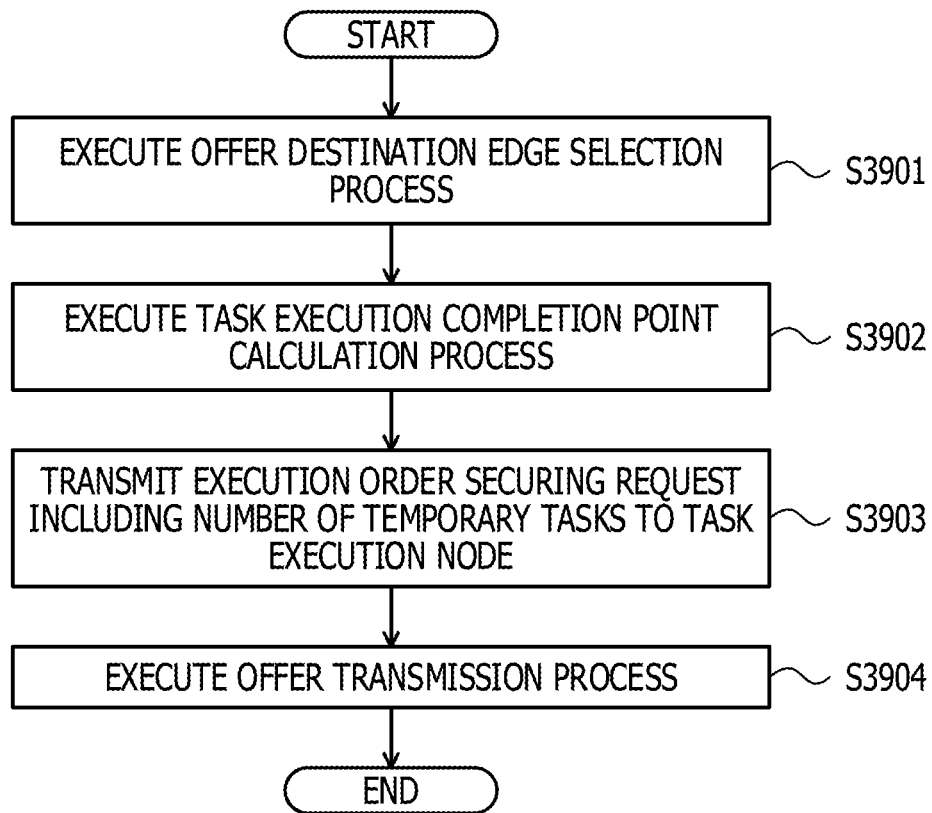 START
EXECUTE OFFER DESTINATION EDGE SELECTION
PROCESS
S3901
EXECUTE TASK EXECUTION COMPLETION POINT
CALCULATION PROCESS
S3902
TRANSMIT EXECUTION ORDER SECURING REQUEST
INCLUDING NUMBER OF TEMPORARY TASKS TO TASK
EXECUTION NODE
S3903
EXECUTE OFFER TRANSMISSION PROCESS
S3904
END